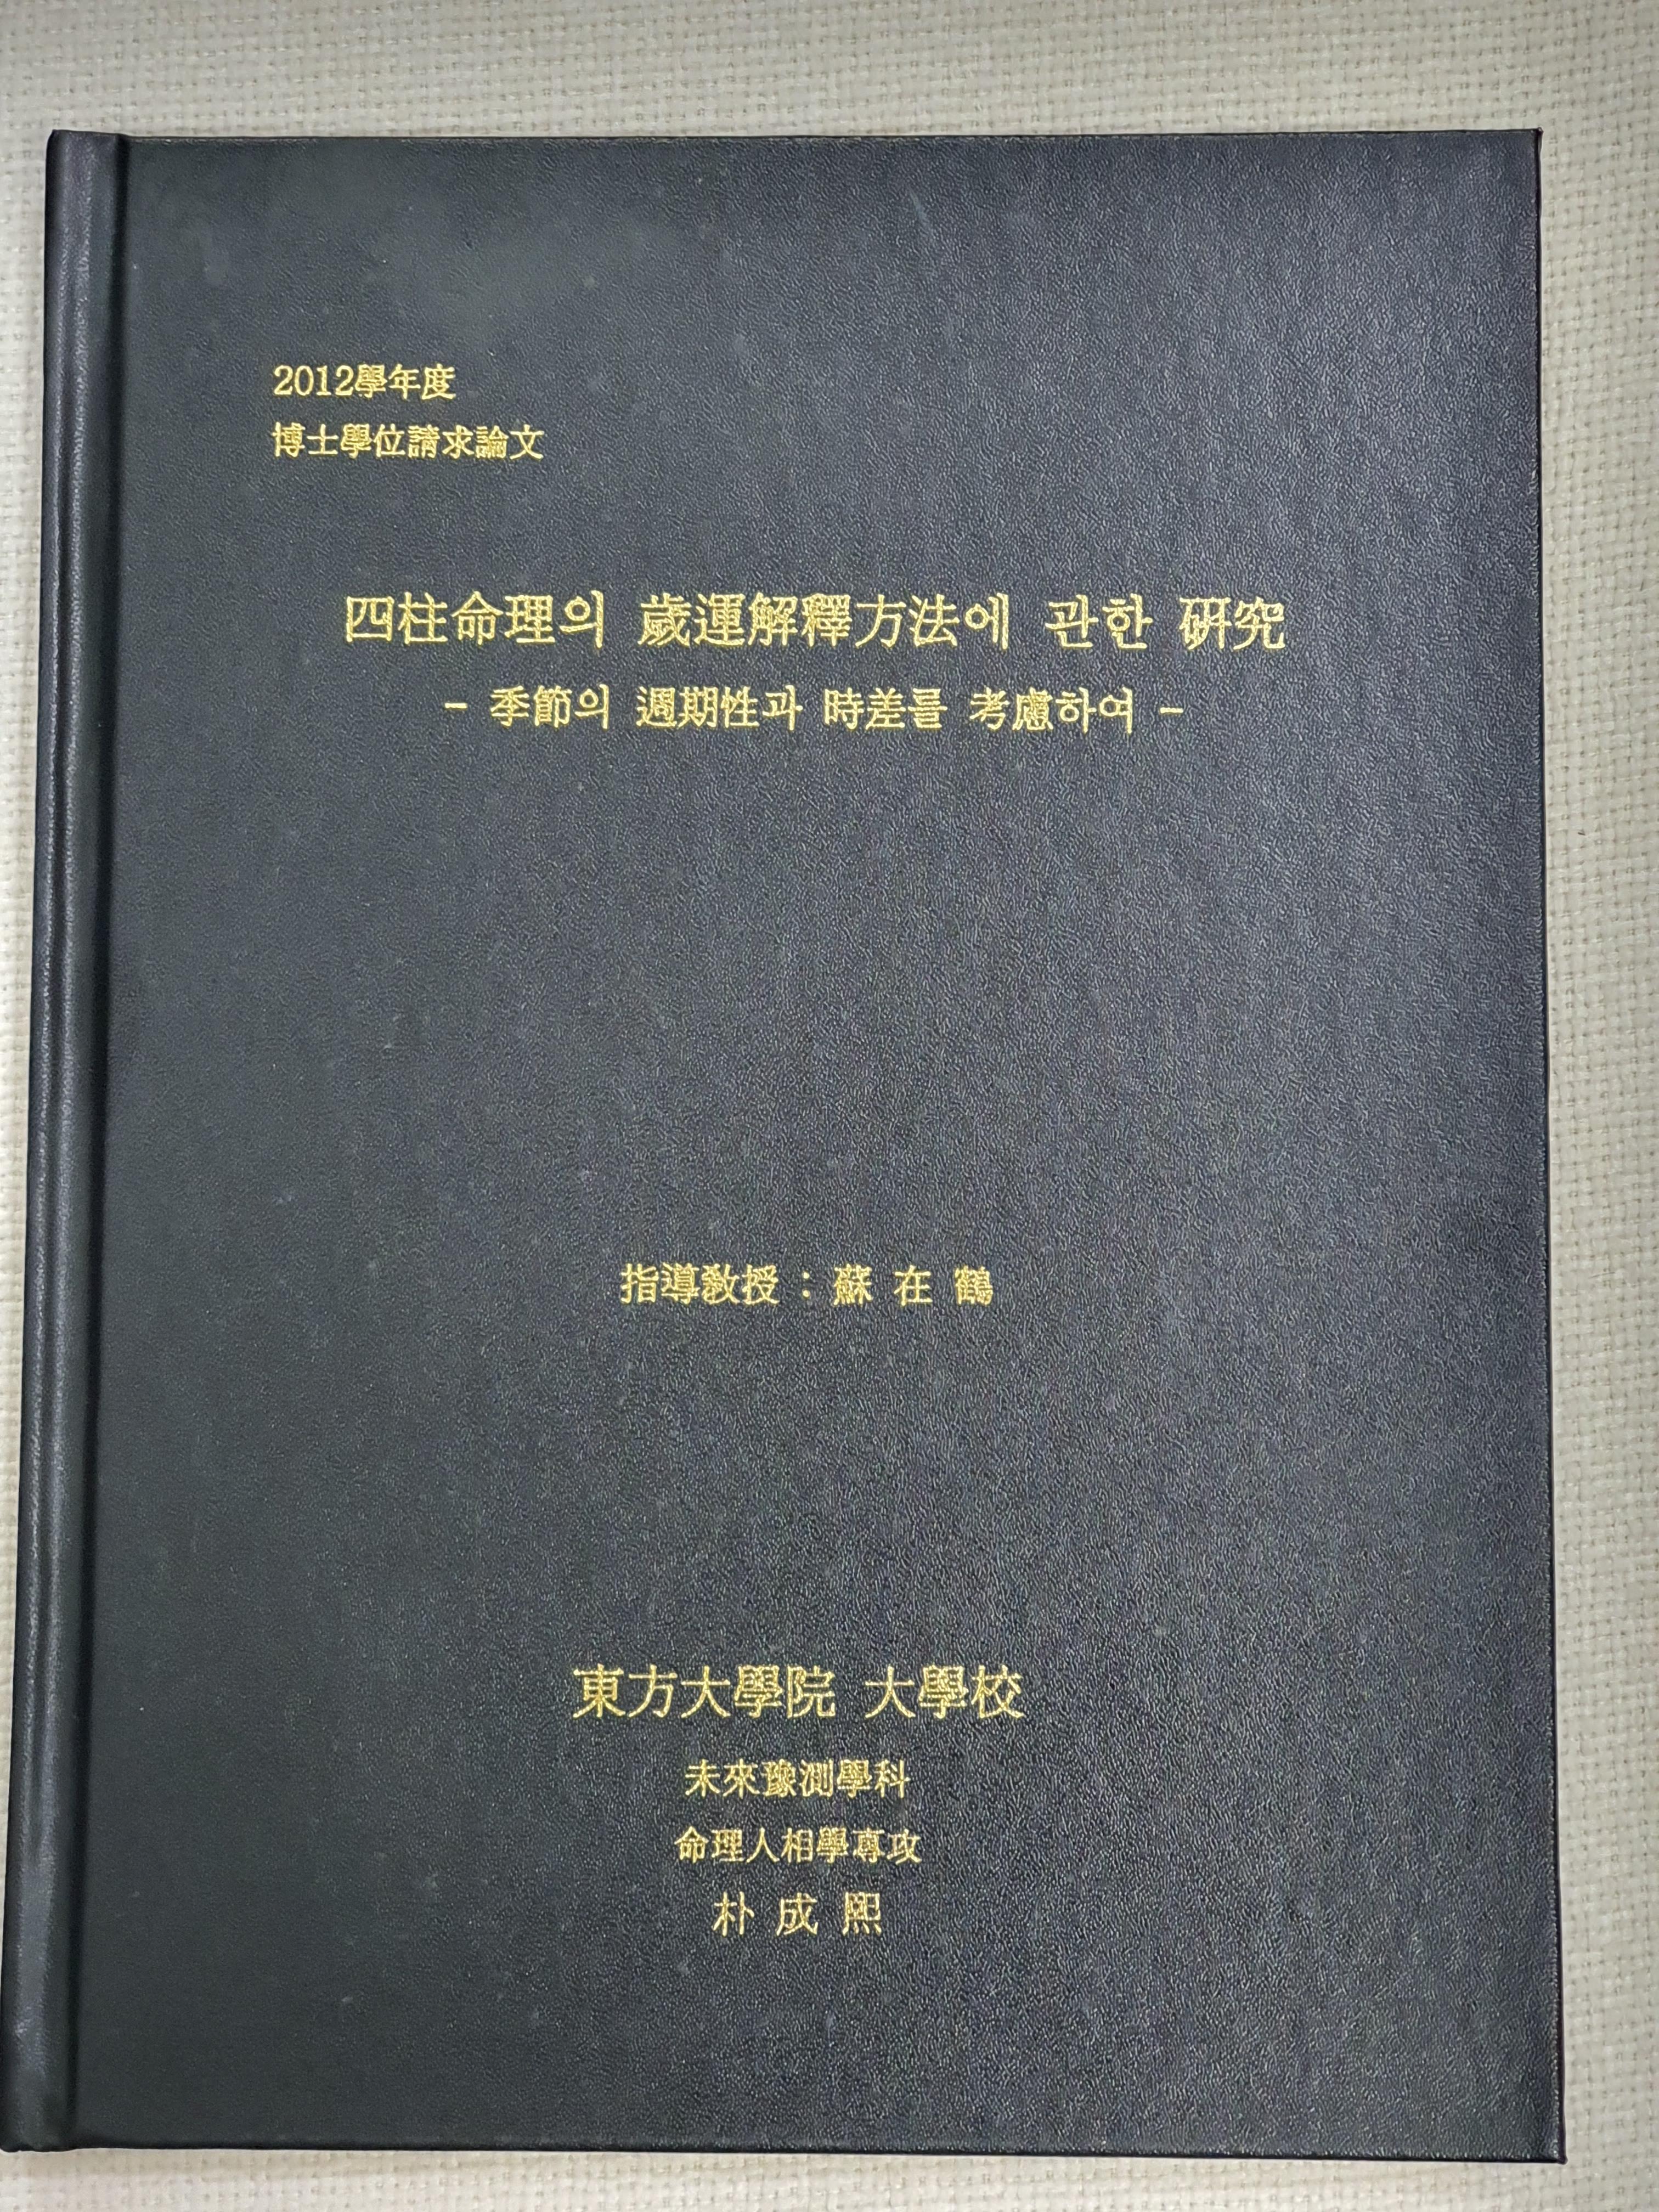 2012學年度
博士學位請求論文
四柱命理의 歲運解釋方法에 관한 硏究
- 季節의 週期性과 時差를 考慮하여 -
指導敎授 : 蘇 在 鶴
東方大學院 大學校
未來豫測學科
命理人相學專攻
朴 成 熙